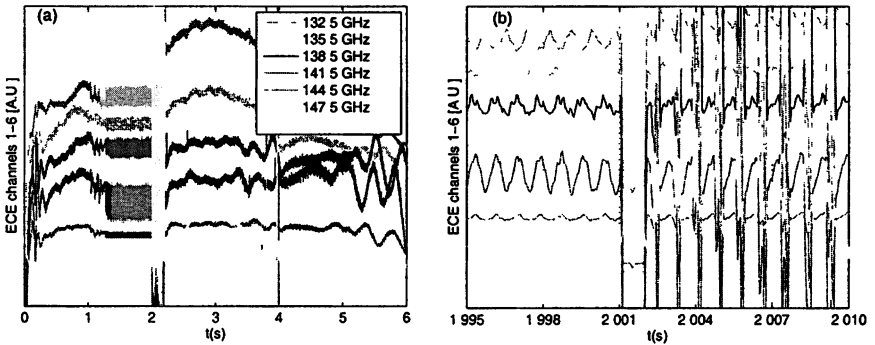 (a)
132 5 GHz
135 5 GHz
138 5 GHz
141 5 GHz
144 5 GHz
147 5 GHz
ECE channels 1-6 [A.U]
0 1 2 3 4 5 6
t(s)
(b)
ECE channels 1-6 [A U]
1 995 1 998 2 001 2 004 2 007 2 010
t(s)